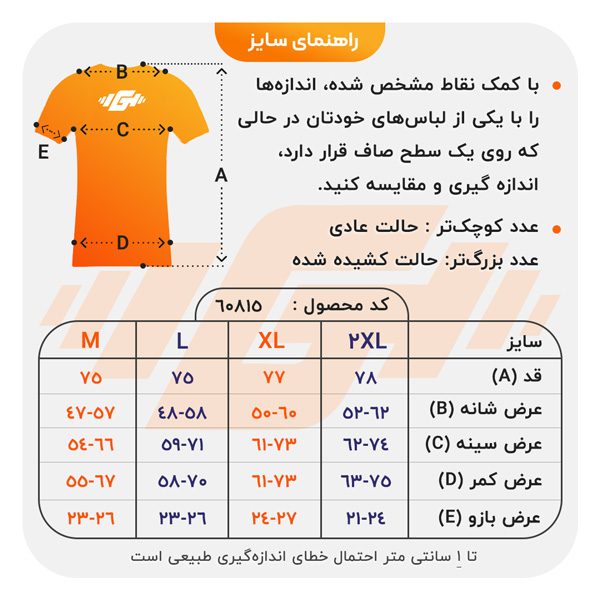 راهنمای سایز
با کمک نقاط مشخص شده، اندازه‌ها
را با یکی از لباس‌های خودتان در حالی
که روی یک سطح صاف قرار دارد،
اندازه گیری و مقایسه کنید.
عدد کوچک‌تر : حالت عادی
عدد بزرگ‌تر: حالت کشیده شده
B
C
E
A
D
کد محصول : ۶۰۸۱۵
سایز ۲XL XL L M
قد (A) ۷۸ ۷۷ ۷۵ ۷۵
عرض شانه (B) ۵۲-۶۲ ۵۰-۶۰ ۴۸-۵۸ ۴۷-۵۷
عرض سینه (C) ۶۲-۷۴ ۶۱-۷۳ ۵۹-۷۱ ۵۴-۶۶
عرض کمر (D) ۶۳-۷۵ ۶۱-۷۳ ۵۸-۷۰ ۵۵-۶۷
عرض بازو (E) ۲۱-۲۴ ۲۴-۲۷ ۲۳-۲۶ ۲۳-۲۶
تا ۱ سانتی متر احتمال خطای اندازه‌گیری طبیعی است